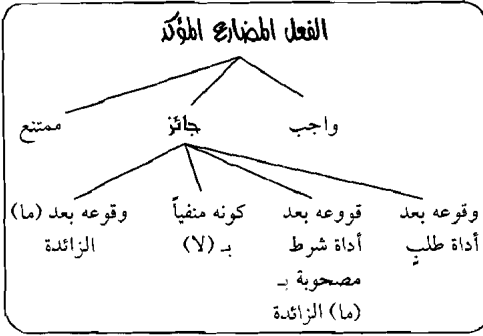 الفعل المضارع المؤكد
واجب
جائز
ممتنع
وقوعه بعد
أداة طلبٍ
قووعه بعد
أداة شرط
مصحوبة بـ
(ما) الزائدة
كونه منفياً
بـ (لا)
وقوعه بعد (ما)
الزائدة